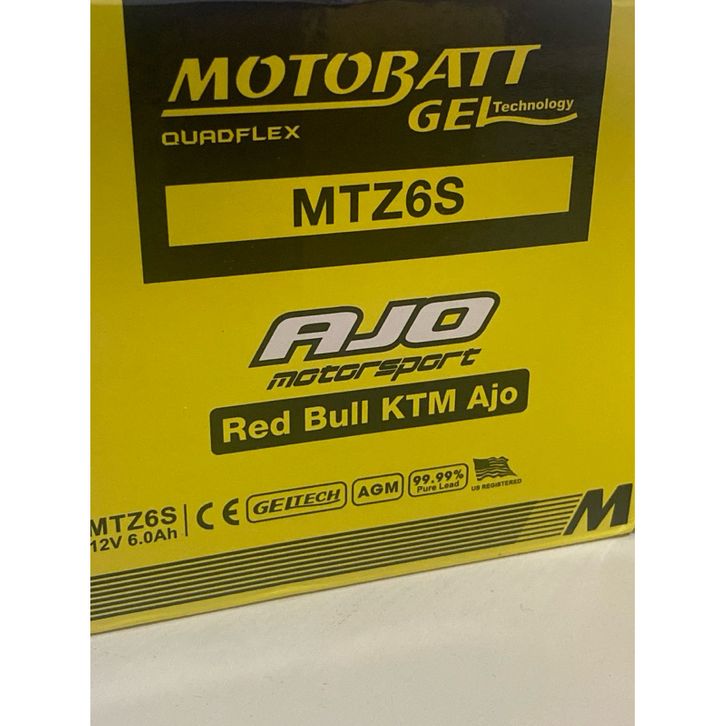 MOTOBATT
QUADFLEX GEL Technology
MTZ6S
AJO
motorsport
Red Bull KTM Ajo
MTZ6S
12V 6.0Ah
CE GELTECH AGM 99.99%
Pure Lead
US REGISTERED
M